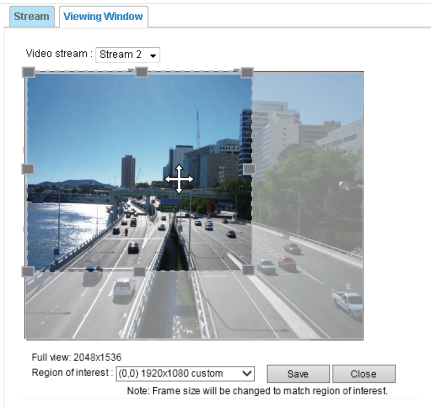 Stream Viewing Window
Video stream : Stream 2
Full view: 2048x1536
Region of interest : (0,0) 1920x1080 custom Save Close
Note: Frame size will be changed to match region of interest.